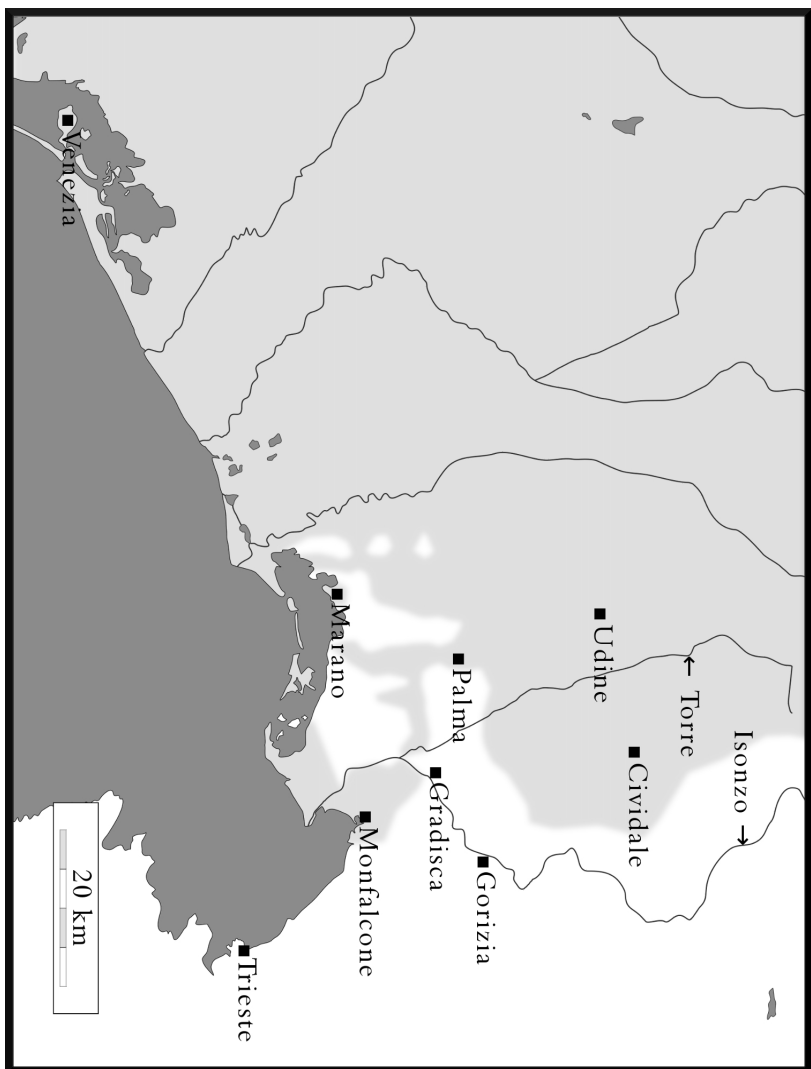 Isonzo
Torre
Cividale
Udine
Gorizia
Palma
Gradisca
Monfalcone
Marano
Trieste
20 km
Venezia